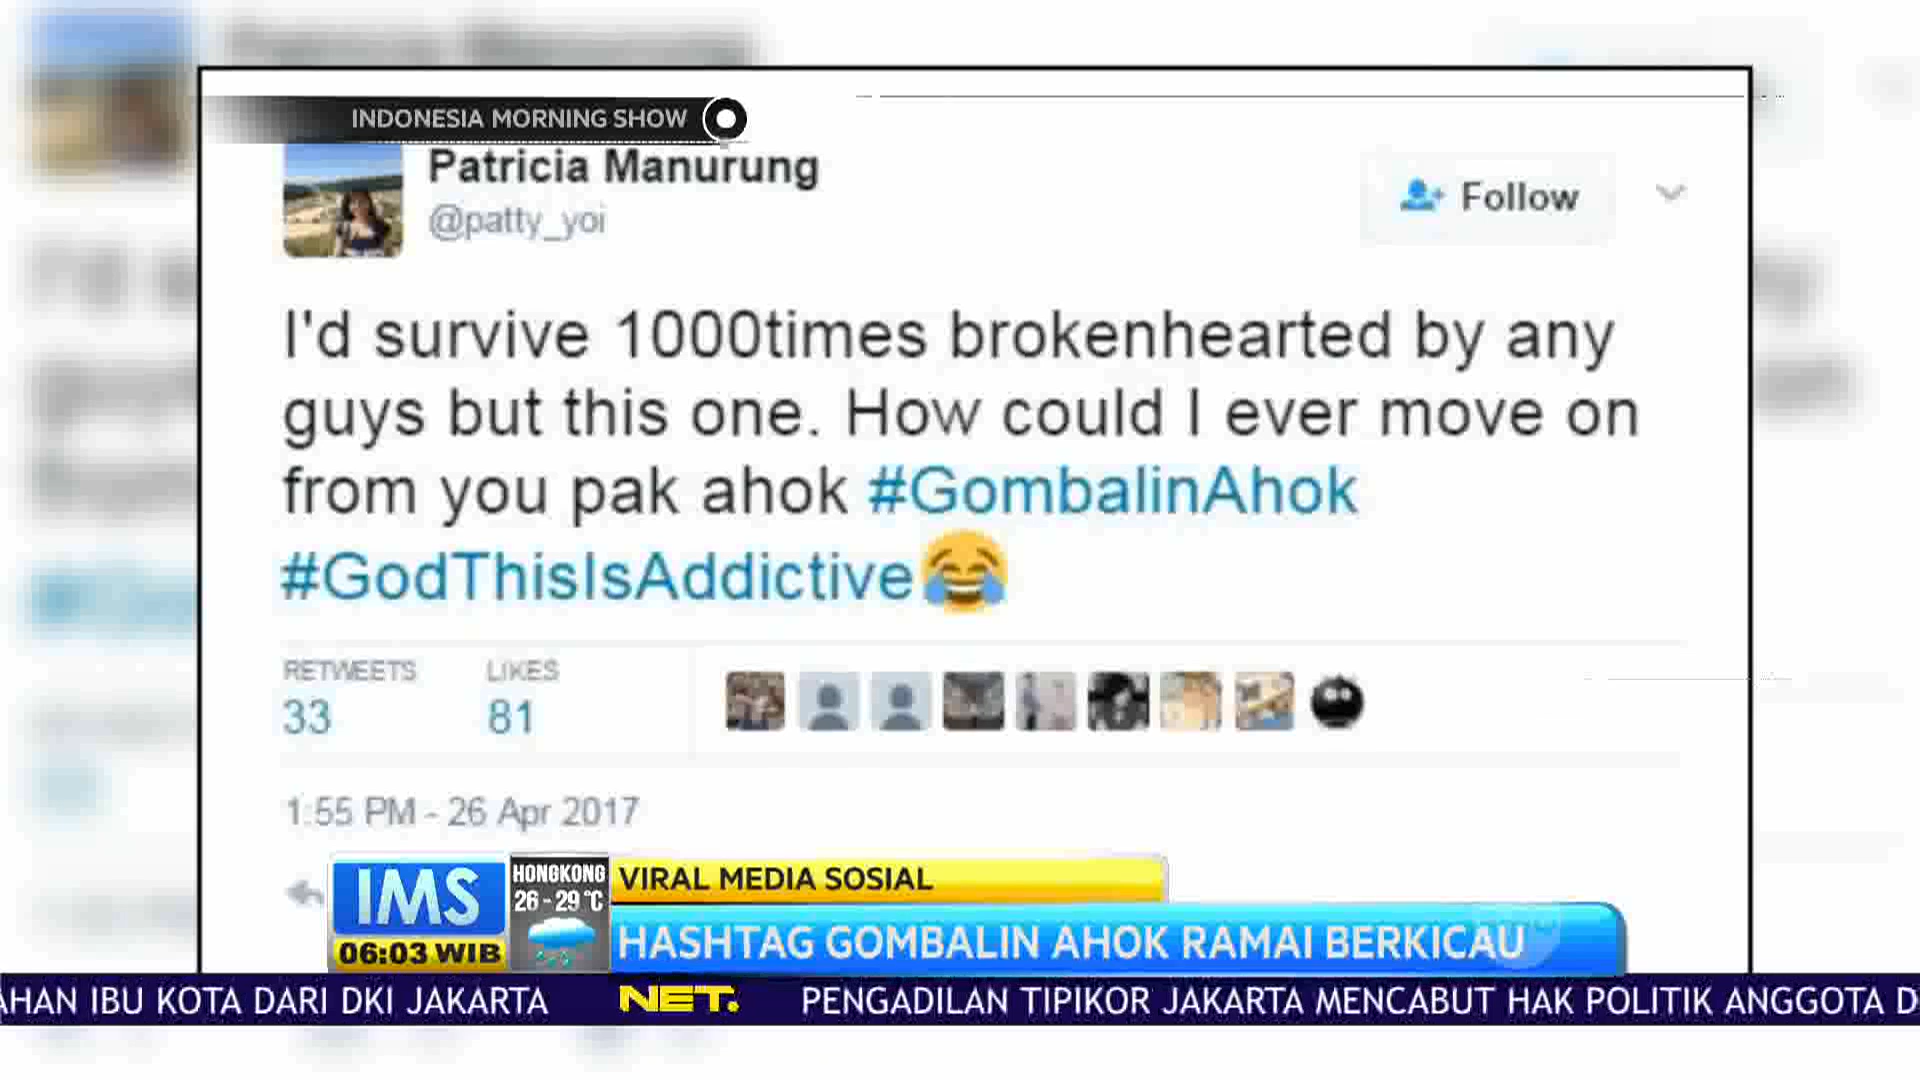 INDONESIA MORNING SHOW
Patricia Manurung
@patty_yoi
Follow
I'd survive 1000times brokenhearted by any
guys but this one. How could I ever move on
from you pak ahok #GombalinAhok
#GodThisIsAddictive
RETWEETS
LIKES
33
81
1:55 PM - 26 Apr 2017
IMS
HONGKONG
26 - 29 °C
VIRAL MEDIA SOSIAL
06:03 WIB
HASHTAG GOMBALIN AHOK RAMAI BERKICAU
AHAN IBU KOTA DARI DKI JAKARTA
NET.
PENGADILAN TIPIKOR JAKARTA MENCABUT HAK POLITIK ANGGOTA D